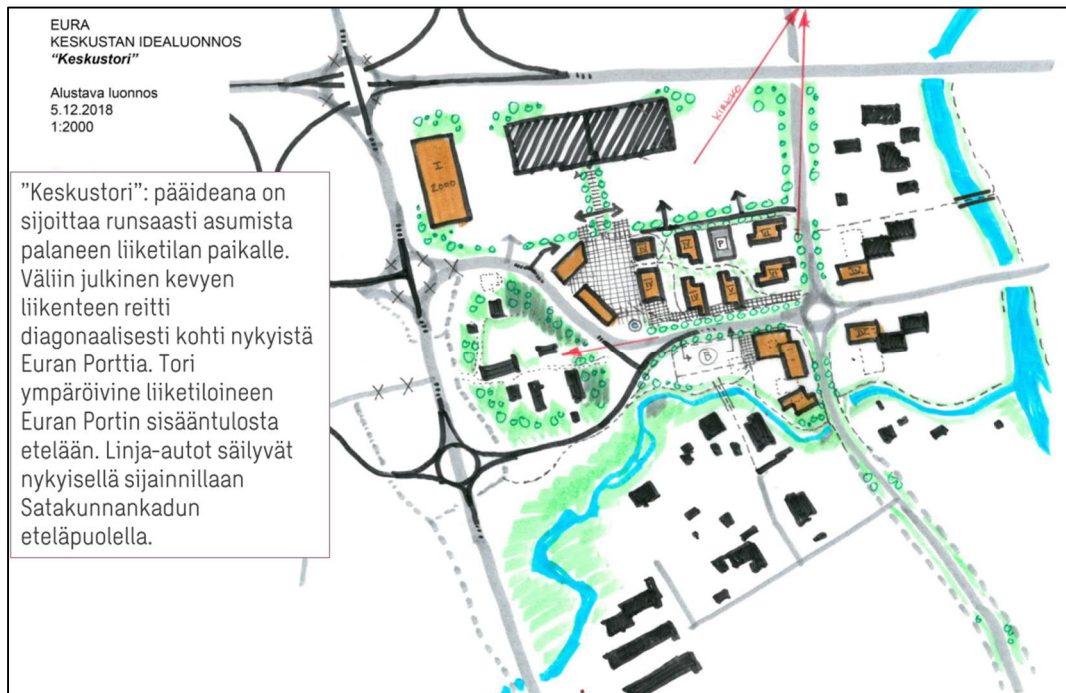 EURA
KESKUSTAN IDEALUONNOS
"Keskustori"
Alustava luonnos
5.12.2018
1:2000
"Keskustori": pääideana on
sijoittaa runsaasti asumista
palaneen liiketilan paikalle.
Väliin julkinen kevyen
liikenteen reitti
diagonaalisesti kohti nykyistä
Euran Porttia. Tori
ympäröivine liiketiloineen
Euran Portin sisääntulosta
etelään. Linja-autot säilyvät
nykyisellä sijainnillaan
Satakunnankadun
eteläpuolella.
KIRKKO
I
2000
P
B